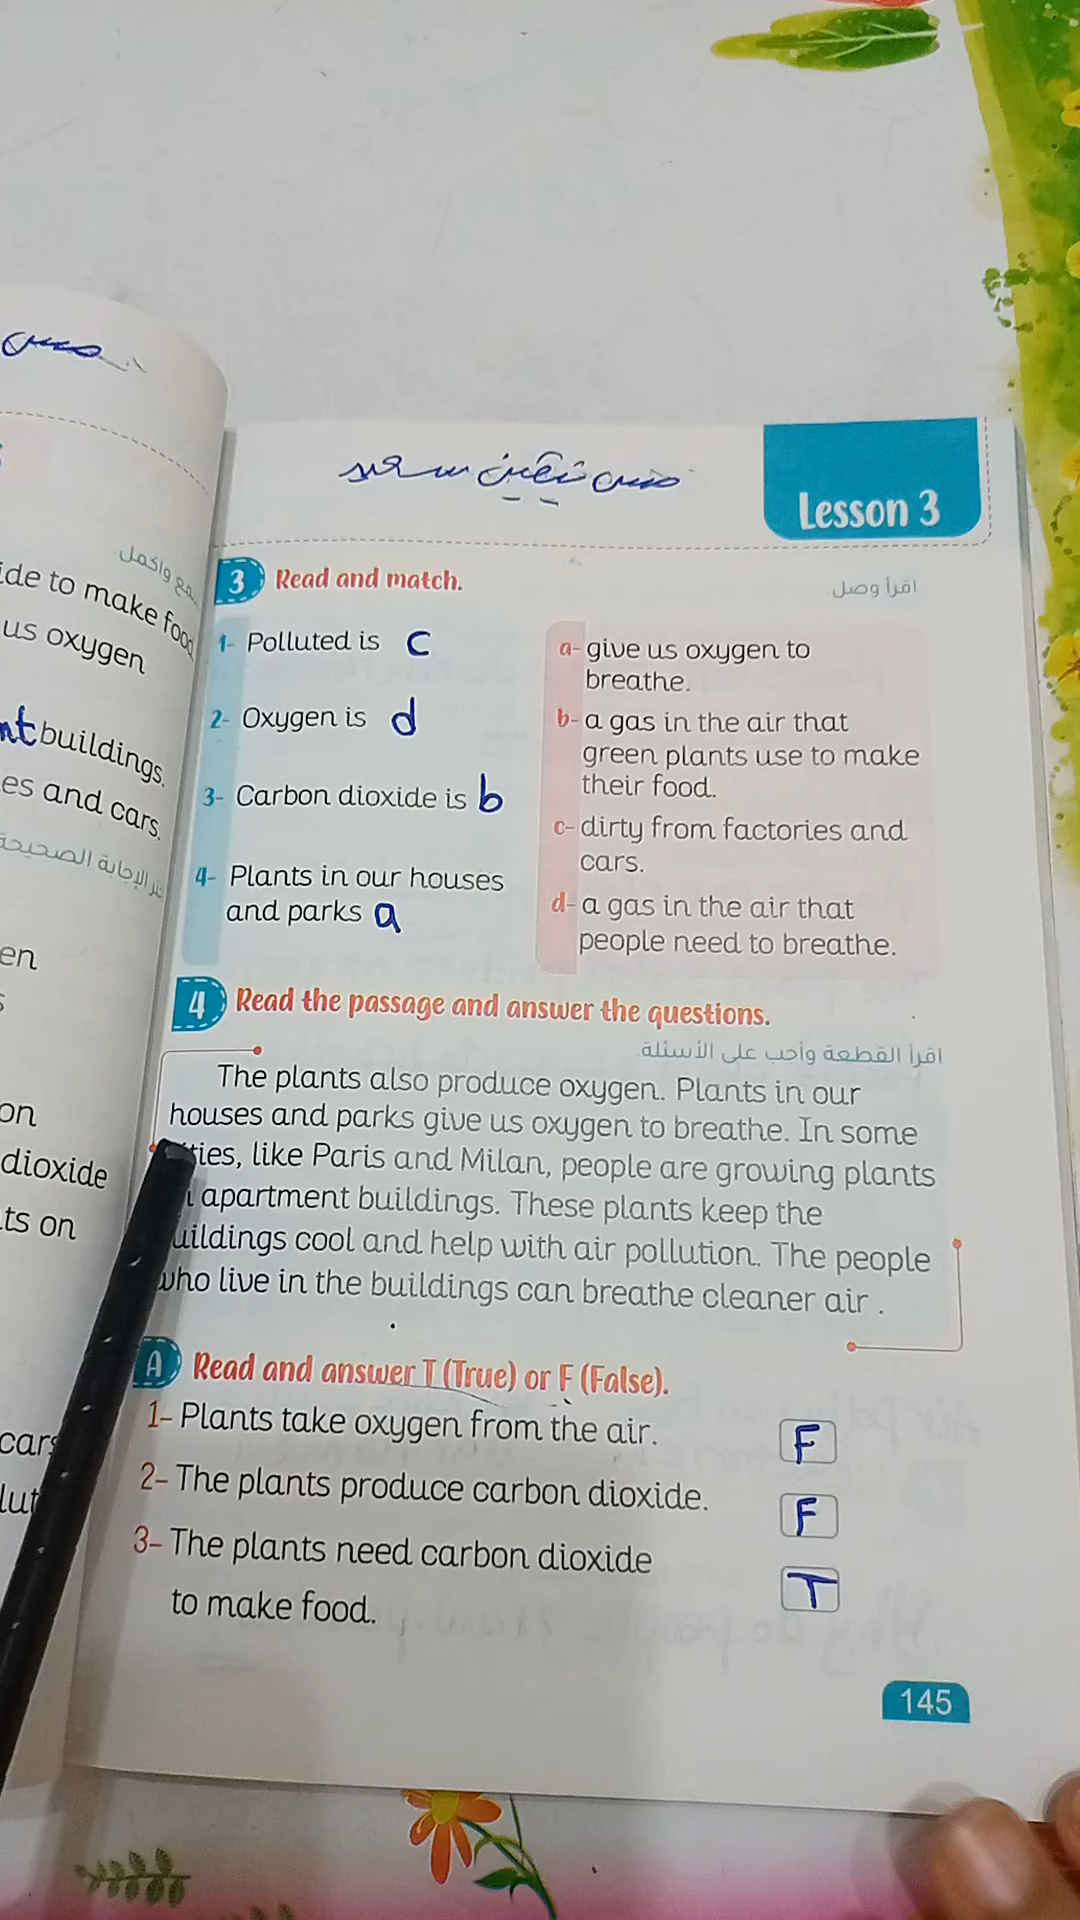 ide to make food
us oxygen
buildings.
es and cars.
en
on
dioxide
ts on
cars
lut
Lesson 3
3 Read and match.
اقرأ وصل
1- Polluted is c
2- Oxygen is d
3- Carbon dioxide is b
4- Plants in our houses
and parks a
a- give us oxygen to
breathe.
b- a gas in the air that
green plants use to make
their food.
c- dirty from factories and
cars.
d- a gas in the air that
people need to breathe.
4 Read the passage and answer the questions.
اقرأ القطعة وأجب على الأسئلة
The plants also produce oxygen. Plants in our
houses and parks give us oxygen to breathe. In some
ties, like Paris and Milan, people are growing plants
apartment buildings. These plants keep the
uildings cool and help with air pollution. The people
who live in the buildings can breathe cleaner air .
A Read and answer T (True) or F (False).
1- Plants take oxygen from the air. F
2- The plants produce carbon dioxide. F
3- The plants need carbon dioxide T
to make food.
145